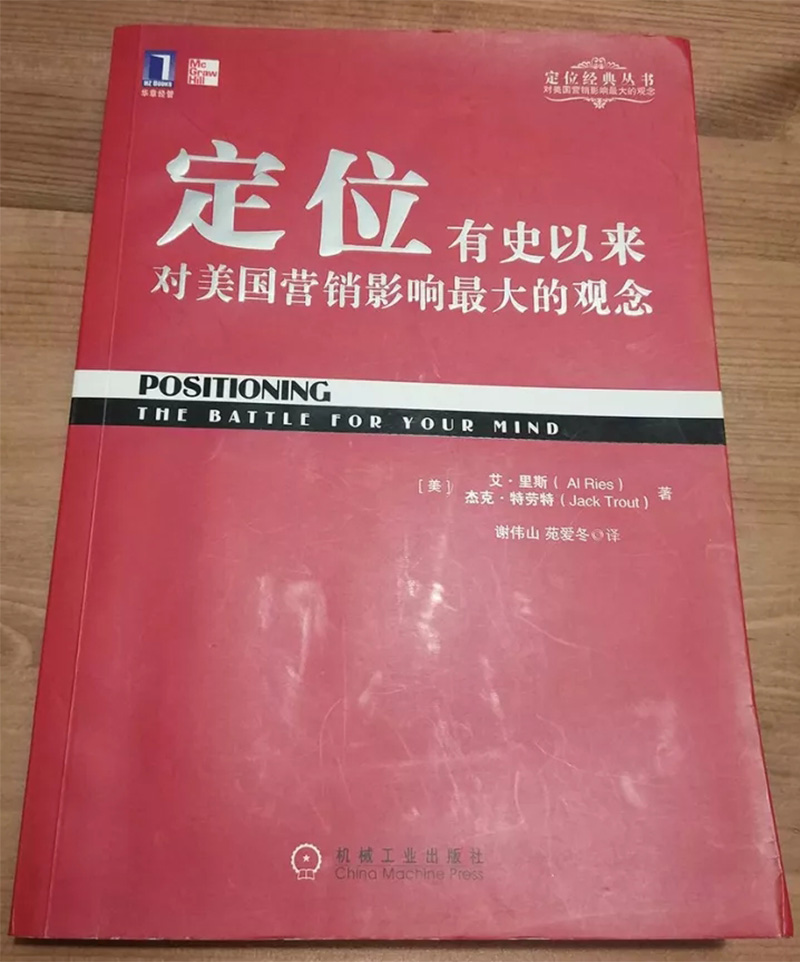 HZ BOOKS
华章经管
Mc
Graw
Hill
定位经典丛书
对美国营销影响最大的观念
定位 有史以来
对美国营销影响最大的观念
POSITIONING
THE BATTLE FOR YOUR MIND
[美] 艾·里斯(Al Ries)
杰克·特劳特(Jack Trout) 著
谢伟山 苑爱冬 译
机械工业出版社
China Machine Press